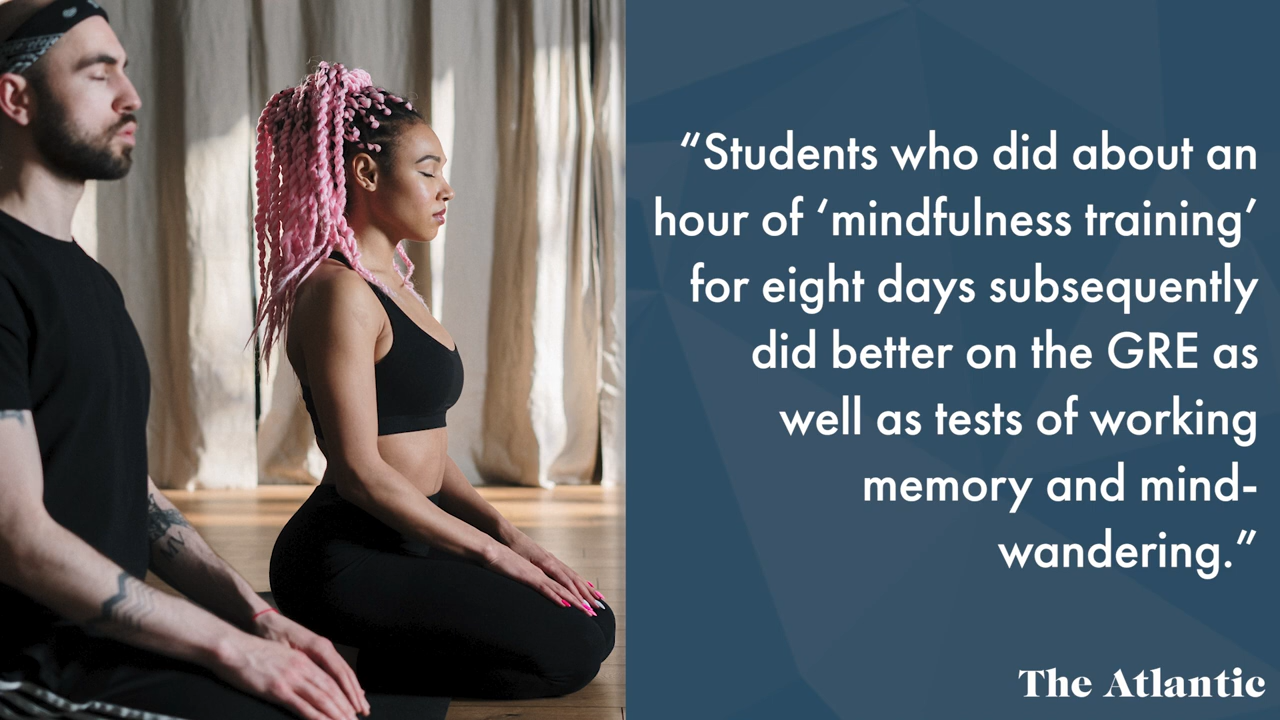 “Students who did about an
hour of ‘mindfulness training’
for eight days subsequently
did better on the GRE as
well as tests of working
memory and mind-
wandering.”
The Atlantic